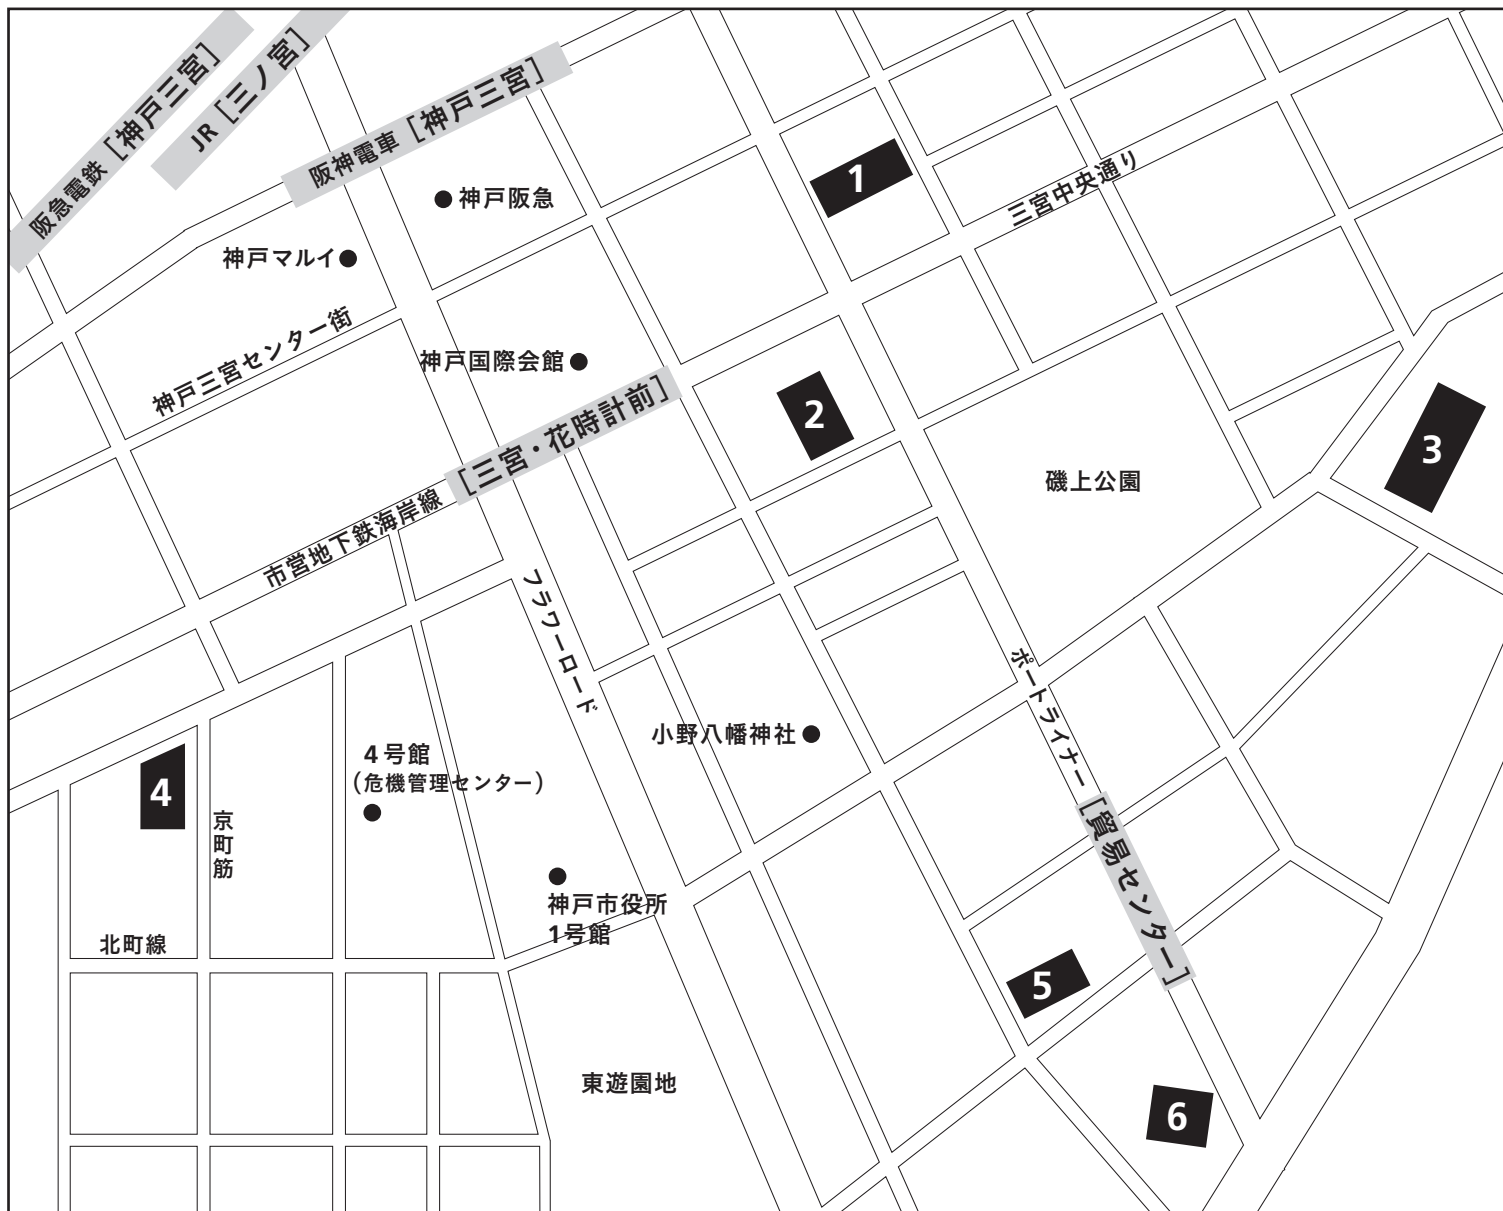 阪急電鉄［神戸三宮］
JR［三ノ宮］
阪神電車［神戸三宮］
神戸阪急
神戸マルイ
1
三宮中央通り
神戸三宮センター街
神戸国際会館
2
3
市営地下鉄海岸線［三宮・花時計前］
磯上公園
フラワーロード
ポートライナー［貿易センター］
小野八幡神社
4号館
（危機管理センター）
4
京町筋
神戸市役所
1号館
北町線
5
東遊園地
6